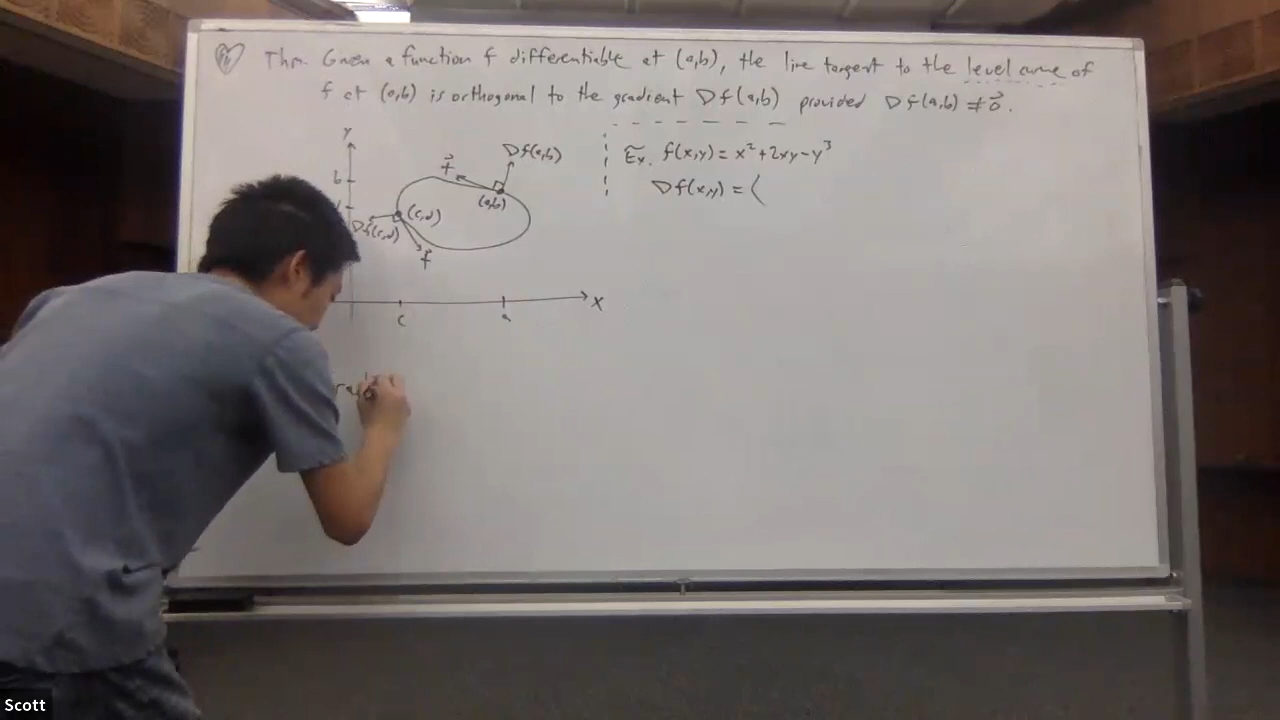 Thm. Given a function f differentiable at (a,b), the line tangent to the level curve of
f at (a,b) is orthogonal to the gradient ∇f(a,b) provided ∇f(a,b) ≠ 0⃗.
Ex. f(x,y) = x² + 2xy - y³
∇f(x,y) = ⟨
y
b
∇f(a,b)
(a,b)
(c,d)
∇f(c,d)
x
c
a
Scott